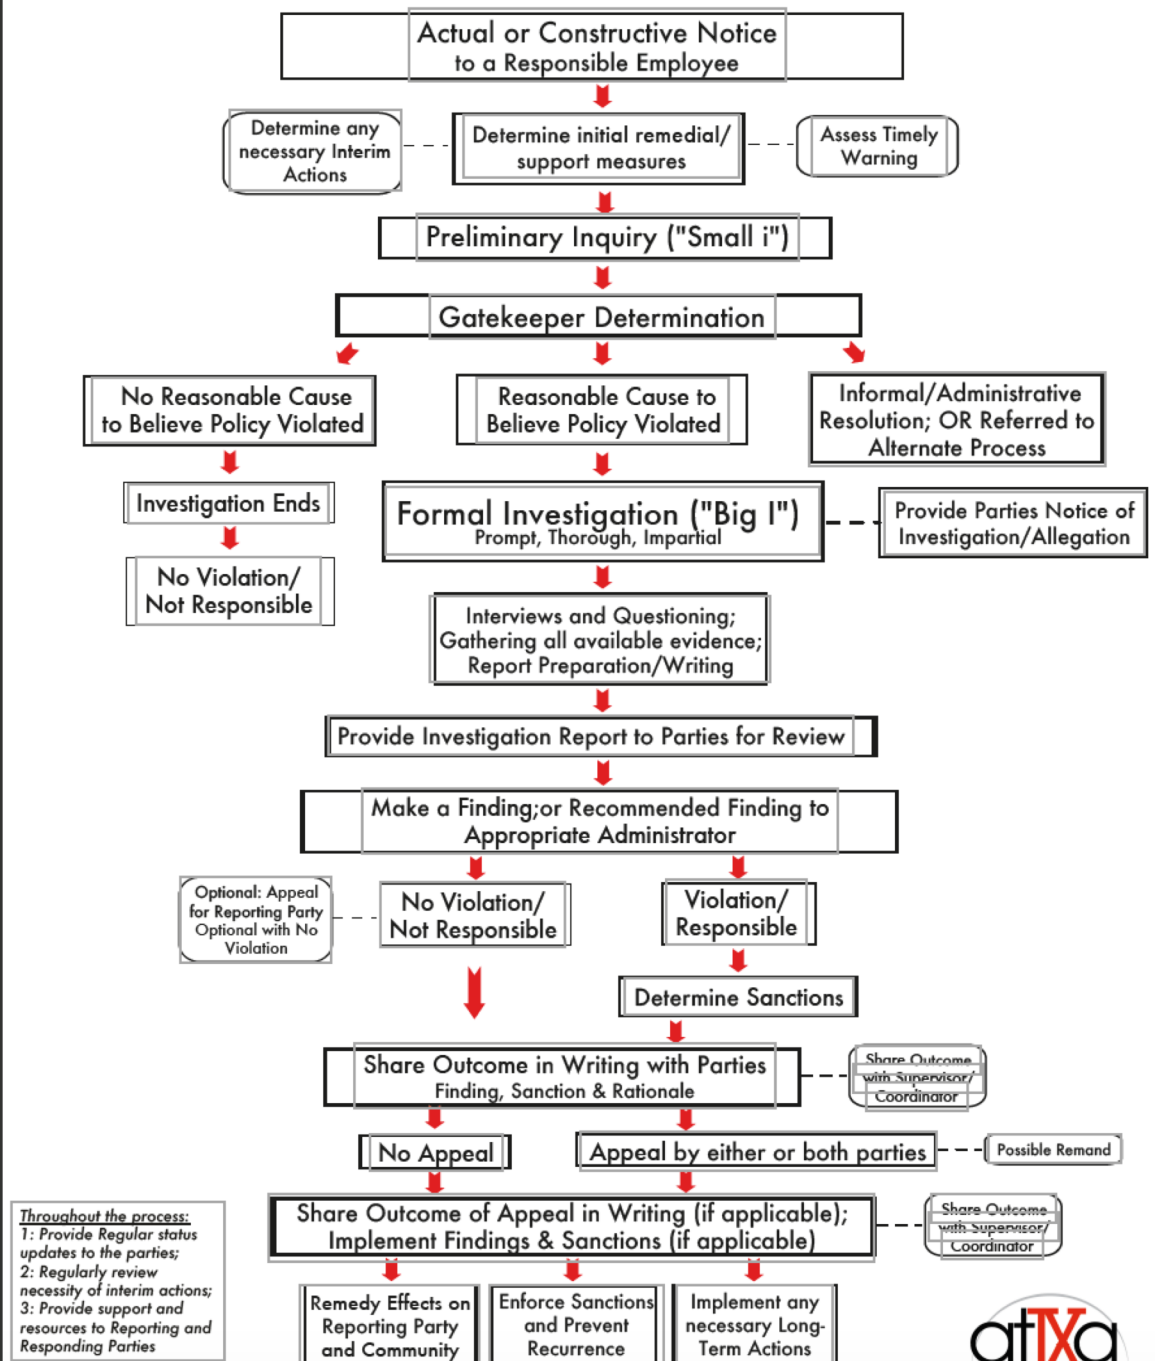 Actual or Constructive Notice
to a Responsible Employee
Determine any
necessary Interim
Actions
Determine initial remedial/
support measures
Assess Timely
Warning
Preliminary Inquiry ("Small i")
Gatekeeper Determination
No Reasonable Cause
to Believe Policy Violated
Reasonable Cause to
Believe Policy Violated
Informal/Administrative
Resolution; OR Referred to
Alternate Process
Investigation Ends
Formal Investigation ("Big I")
Prompt, Thorough, Impartial
Provide Parties Notice of
Investigation/Allegation
No Violation/
Not Responsible
Interviews and Questioning;
Gathering all available evidence;
Report Preparation/Writing
Provide Investigation Report to Parties for Review
Make a Finding;or Recommended Finding to
Appropriate Administrator
Optional: Appeal
for Reporting Party
Optional with No
Violation
No Violation/
Not Responsible
Violation/
Responsible
Determine Sanctions
Share Outcome in Writing with Parties
Finding, Sanction & Rationale
Share Outcome
with Supervisor/
Coordinator
No Appeal
Appeal by either or both parties
Possible Remand
Share Outcome of Appeal in Writing (if applicable);
Implement Findings & Sanctions (if applicable)
Share Outcome
with Supervisor/
Coordinator
Throughout the process:
1: Provide Regular status
updates to the parties;
2: Regularly review
necessity of interim actions;
3: Provide support and
resources to Reporting and
Responding Parties
Remedy Effects on
Reporting Party
and Community
Enforce Sanctions
and Prevent
Recurrence
Implement any
necessary Long-
Term Actions
atIXa